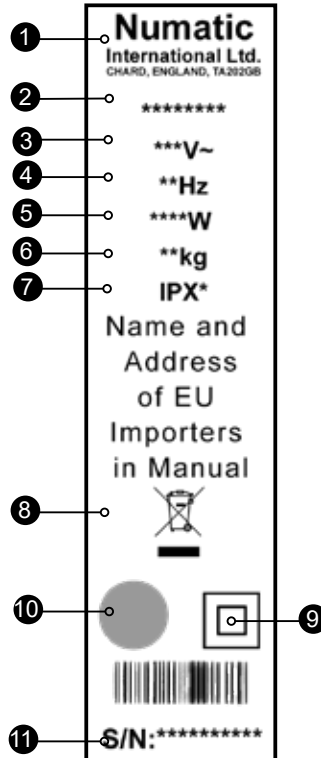 1
Numatic
International Ltd.
CHARD, ENGLAND, TA202GB
2
********
3
***V~
4
**Hz
5
****W
6
**kg
7
IPX*
Name and
Address
of EU
Importers
in Manual
8
10
9
11
S/N:**********